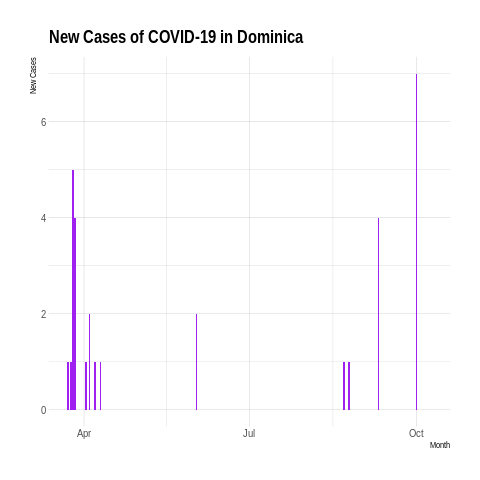 New Cases of COVID-19 in Dominica
New Cases
6
4
2
0
Apr
Jul
Oct
Month